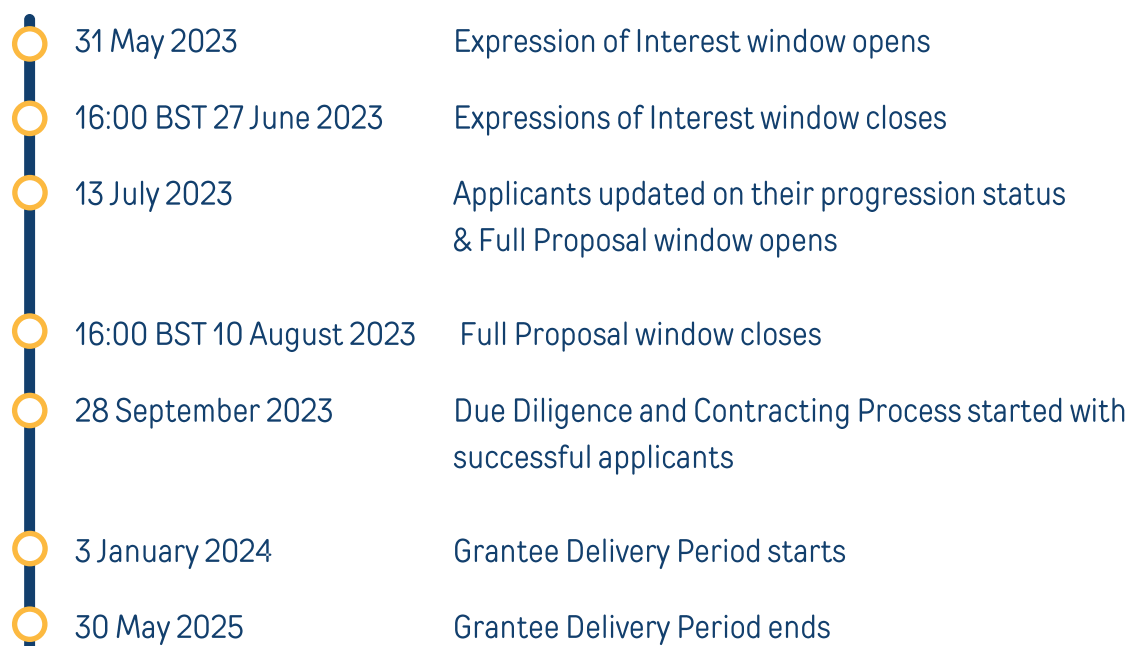 31 May 2023 Expression of Interest window opens
16:00 BST 27 June 2023 Expressions of Interest window closes
13 July 2023 Applicants updated on their progression status
& Full Proposal window opens
16:00 BST 10 August 2023 Full Proposal window closes
28 September 2023 Due Diligence and Contracting Process started with
successful applicants
3 January 2024 Grantee Delivery Period starts
30 May 2025 Grantee Delivery Period ends